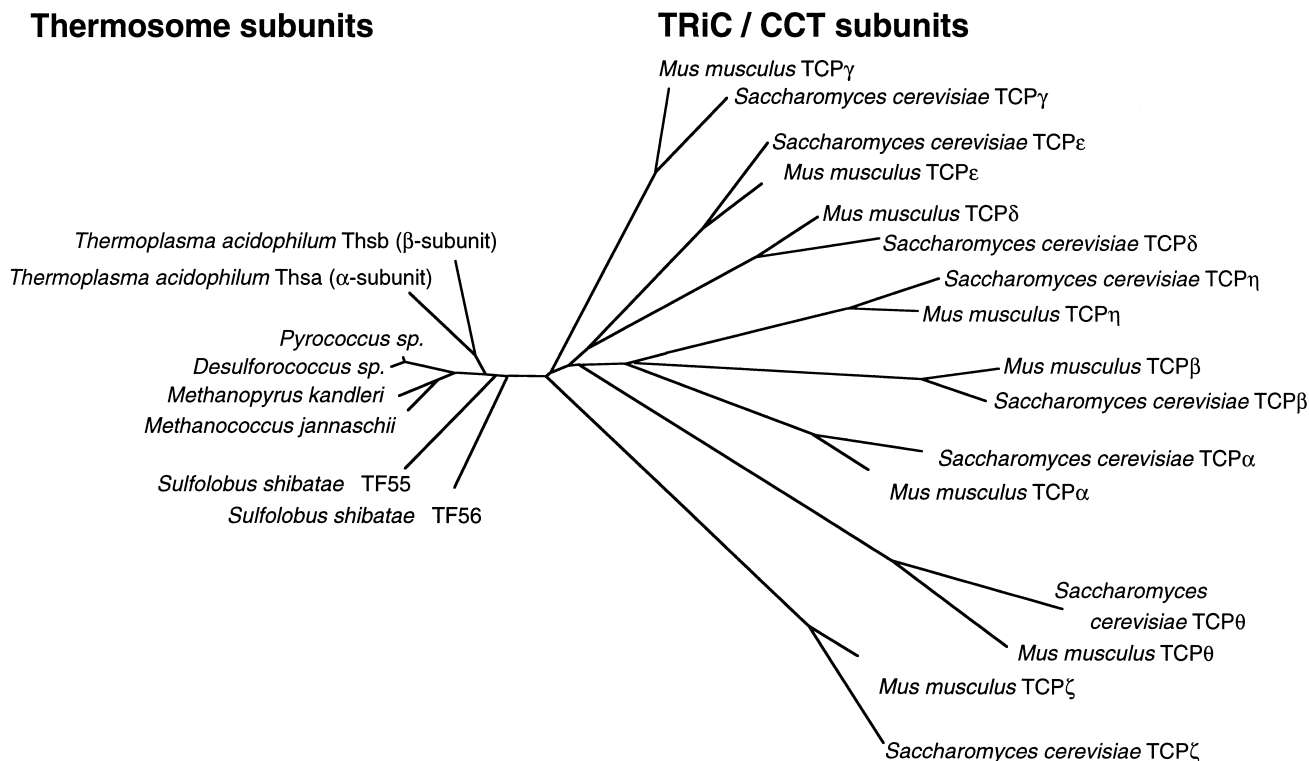 Thermosome subunits
TRiC / CCT subunits
Mus musculus TCPγ
Saccharomyces cerevisiae TCPγ
Saccharomyces cerevisiae TCPε
Mus musculus TCPε
Mus musculus TCPδ
Saccharomyces cerevisiae TCPδ
Saccharomyces cerevisiae TCPη
Mus musculus TCPη
Mus musculus TCPβ
Saccharomyces cerevisiae TCPβ
Saccharomyces cerevisiae TCPα
Mus musculus TCPα
Saccharomyces
cerevisiae TCPθ
Mus musculus TCPθ
Mus musculus TCPζ
Saccharomyces cerevisiae TCPζ
Thermoplasma acidophilum Thsb (β-subunit)
Thermoplasma acidophilum Thsa (α-subunit)
Pyrococcus sp.
Desulforococcus sp.
Methanopyrus kandleri
Methanococcus jannaschii
Sulfolobus shibatae TF55
Sulfolobus shibatae TF56